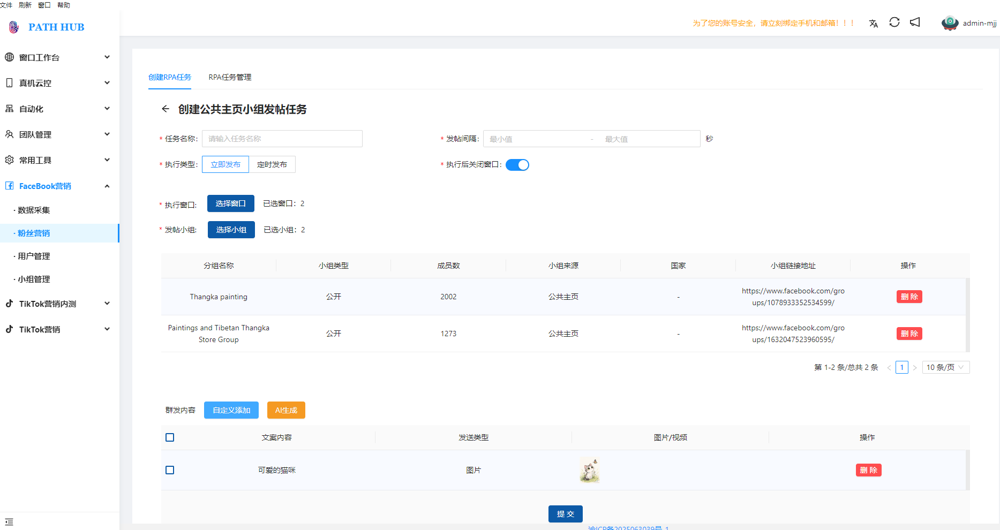 文件 刷新 窗口 帮助
PATH HUB
为了您的账号安全，请立刻绑定手机和邮箱！！！
admin-mjj
窗口工作台
真机云控
自动化
团队管理
常用工具
FaceBook营销
· 数据采集
· 粉丝营销
· 用户管理
· 小组管理
TikTok营销内测
TikTok营销
创建RPA任务 RPA任务管理
创建公共主页小组发帖任务
* 任务名称: 请输入任务名称 * 发帖间隔: 最小值 - 最大值 秒
* 执行类型: 立即发布 定时发布 * 执行后关闭窗口:
* 执行窗口: 选择窗口 已选窗口：2
* 发帖小组: 选择小组 已选小组：2
分组名称 小组类型 成员数 小组来源 国家 小组链接地址 操作
Thangka painting 公开 2002 公共主页 - https://www.facebook.com/gro
ups/1078933352534599/ 删 除
Paintings and Tibetan Thangka
Store Group 公开 1273 公共主页 - https://www.facebook.com/gro
ups/1632047523960595/ 删 除
第 1-2 条/总共 2 条 < 1 > 10 条/页
群发内容 自定义添加 AI生成
文案内容 发送类型 图片/视频 操作
可爱的猫咪 图片 删 除
提 交
渝ICP备2025063039号-1